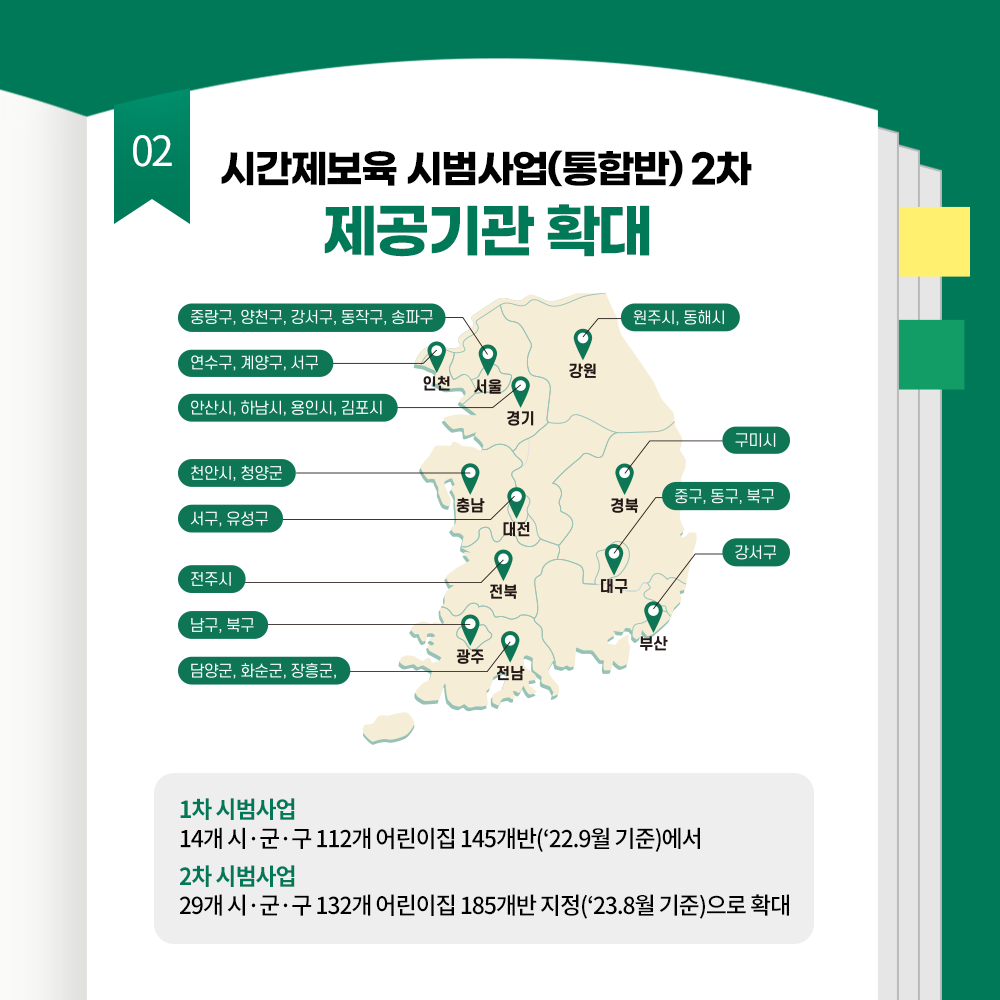 02
시간제보육 시범사업(통합반) 2차
제공기관 확대
중랑구, 양천구, 강서구, 동작구, 송파구
원주시, 동해시
연수구, 계양구, 서구
인천
서울
강원
안산시, 하남시, 용인시, 김포시
경기
구미시
천안시, 청양군
충남
경북
중구, 동구, 북구
서구, 유성구
대전
강서구
전주시
전북
대구
남구, 북구
광주
부산
담양군, 화순군, 장흥군,
전남
1차 시범사업
14개 시·군·구 112개 어린이집 145개반(‘22.9월 기준)에서
2차 시범사업
29개 시·군·구 132개 어린이집 185개반 지정(‘23.8월 기준)으로 확대